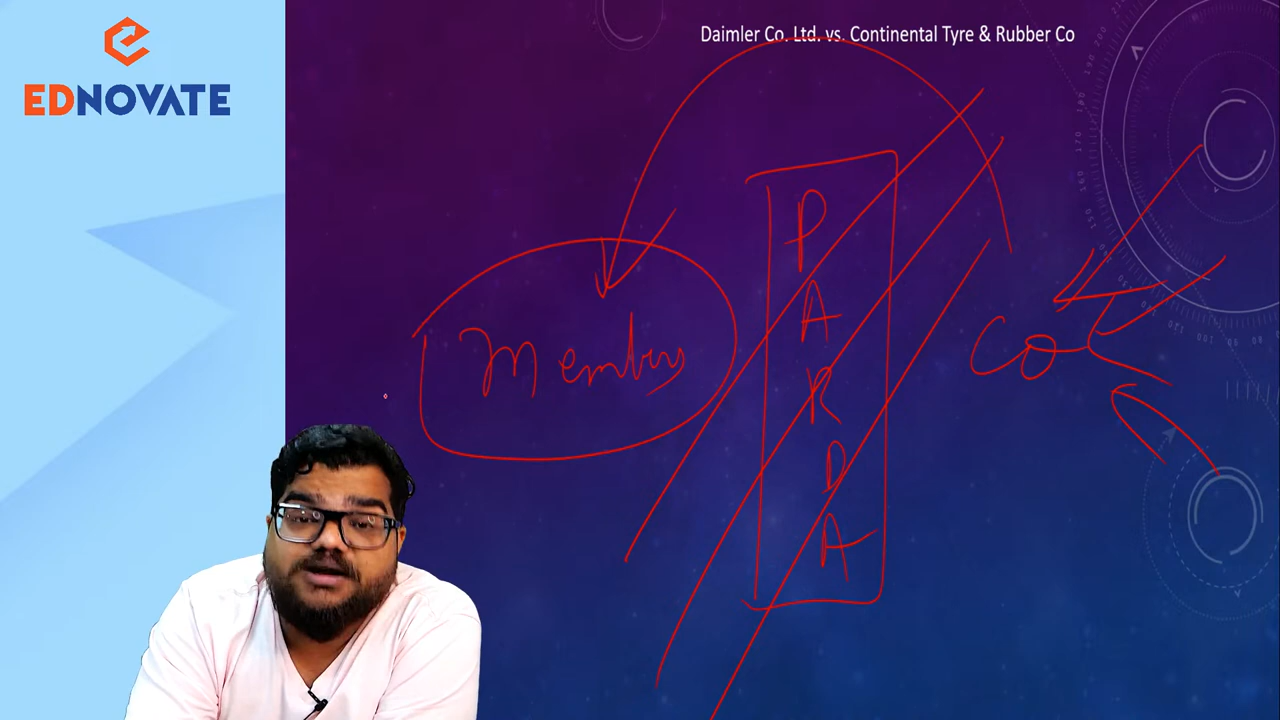 EDNOVATE
Daimler Co. Ltd. vs. Continental Tyre & Rubber Co
Members
P
A
R
D
A
CO